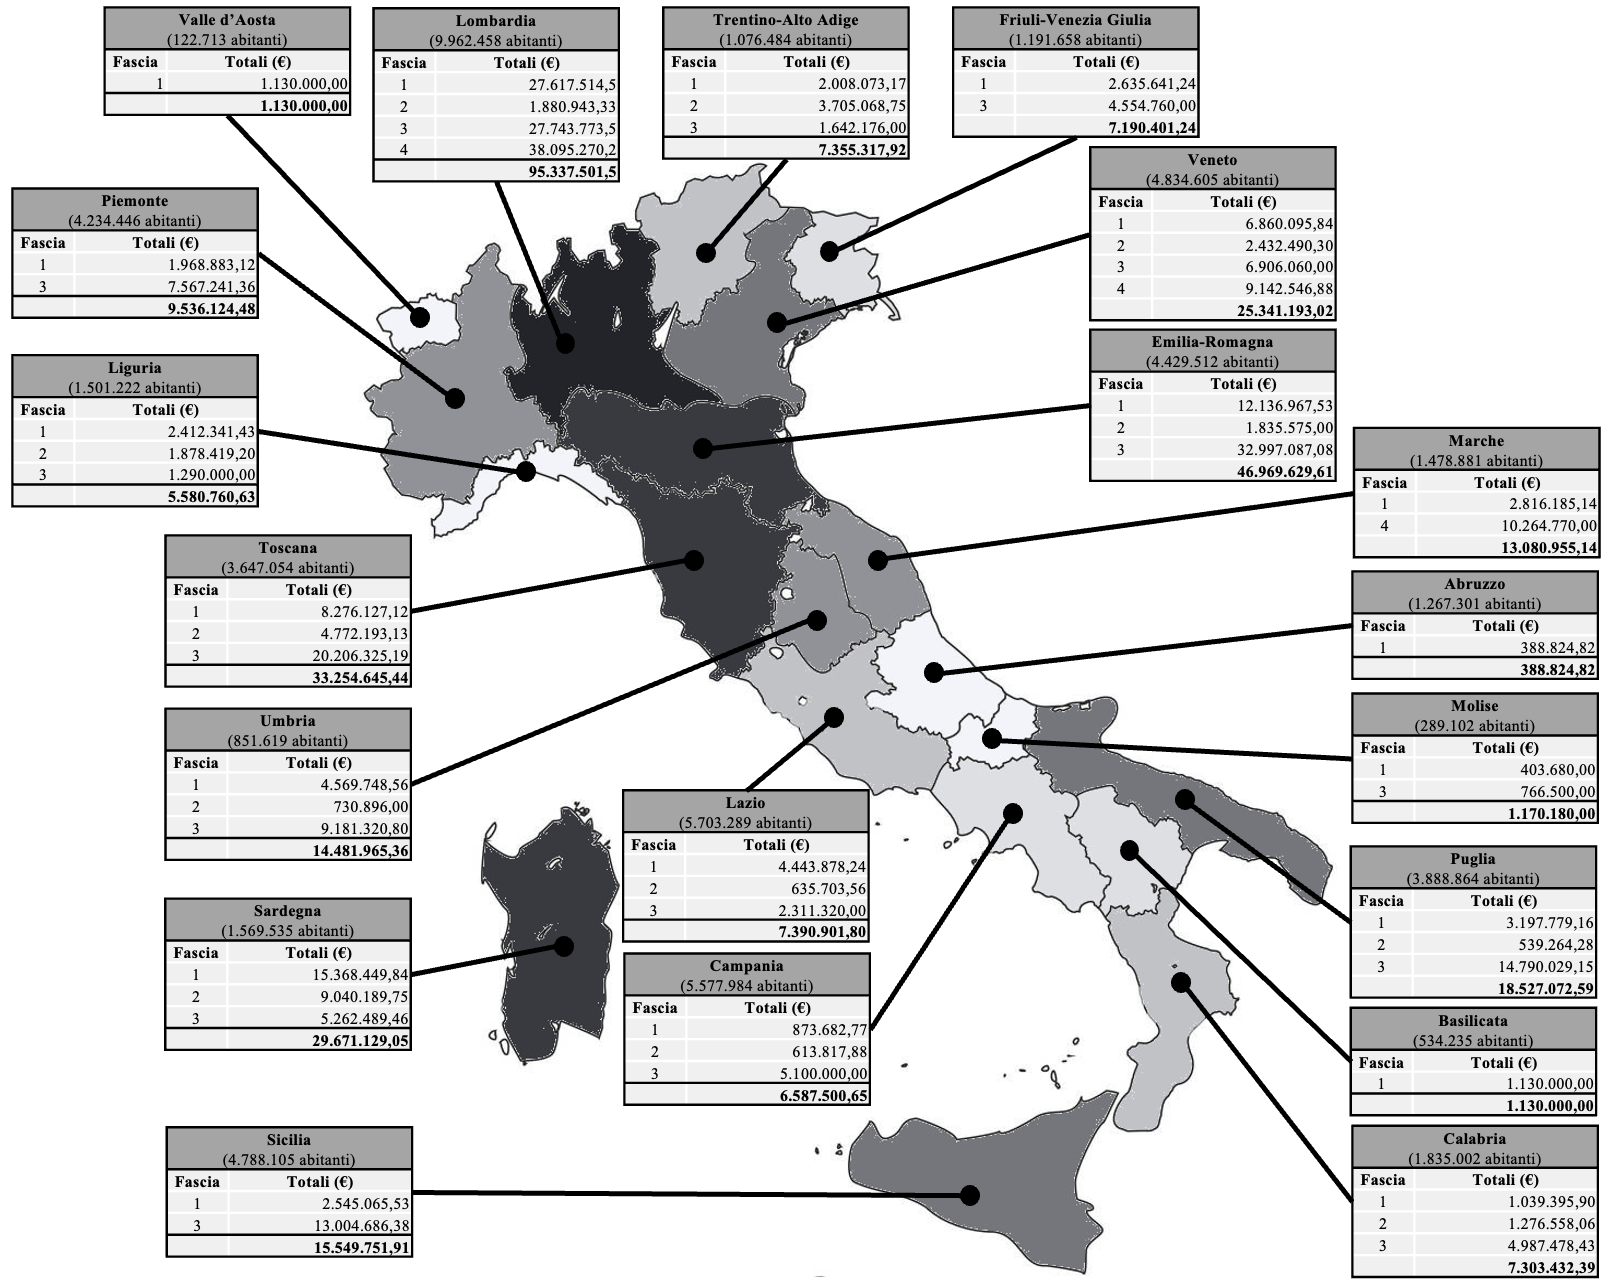 Valle d’Aosta
(122.713 abitanti)
Fascia Totali (€)
1 1.130.000,00
1.130.000,00
Lombardia
(9.962.458 abitanti)
Fascia Totali (€)
1 27.617.514,5
2 1.880.943,33
3 27.743.773,5
4 38.095.270,2
95.337.501,5
Trentino-Alto Adige
(1.076.484 abitanti)
Fascia Totali (€)
1 2.008.073,17
2 3.705.068,75
3 1.642.176,00
7.355.317,92
Friuli-Venezia Giulia
(1.191.658 abitanti)
Fascia Totali (€)
1 2.635.641,24
3 4.554.760,00
7.190.401,24
Veneto
(4.834.605 abitanti)
Fascia Totali (€)
1 6.860.095,84
2 2.432.490,30
3 6.906.060,00
4 9.142.546,88
25.341.193,02
Piemonte
(4.234.446 abitanti)
Fascia Totali (€)
1 1.968.883,12
3 7.567.241,36
9.536.124,48
Liguria
(1.501.222 abitanti)
Fascia Totali (€)
1 2.412.341,43
2 1.878.419,20
3 1.290.000,00
5.580.760,63
Emilia-Romagna
(4.429.512 abitanti)
Fascia Totali (€)
1 12.136.967,53
2 1.835.575,00
3 32.997.087,08
46.969.629,61
Marche
(1.478.881 abitanti)
Fascia Totali (€)
1 2.816.185,14
4 10.264.770,00
13.080.955,14
Toscana
(3.647.054 abitanti)
Fascia Totali (€)
1 8.276.127,12
2 4.772.193,13
3 20.206.325,19
33.254.645,44
Abruzzo
(1.267.301 abitanti)
Fascia Totali (€)
1 388.824,82
388.824,82
Umbria
(851.619 abitanti)
Fascia Totali (€)
1 4.569.748,56
2 730.896,00
3 9.181.320,80
14.481.965,36
Molise
(289.102 abitanti)
Fascia Totali (€)
1 403.680,00
3 766.500,00
1.170.180,00
Lazio
(5.703.289 abitanti)
Fascia Totali (€)
1 4.443.878,24
2 635.703,56
3 2.311.320,00
7.390.901,80
Puglia
(3.888.864 abitanti)
Fascia Totali (€)
1 3.197.779,16
2 539.264,28
3 14.790.029,15
18.527.072,59
Sardegna
(1.569.535 abitanti)
Fascia Totali (€)
1 15.368.449,84
2 9.040.189,75
3 5.262.489,46
29.671.129,05
Campania
(5.577.984 abitanti)
Fascia Totali (€)
1 873.682,77
2 613.817,88
3 5.100.000,00
6.587.500,65
Basilicata
(534.235 abitanti)
Fascia Totali (€)
1 1.130.000,00
1.130.000,00
Sicilia
(4.788.105 abitanti)
Fascia Totali (€)
1 2.545.065,53
3 13.004.686,38
15.549.751,91
Calabria
(1.835.002 abitanti)
Fascia Totali (€)
1 1.039.395,90
2 1.276.558,06
3 4.987.478,43
7.303.432,39